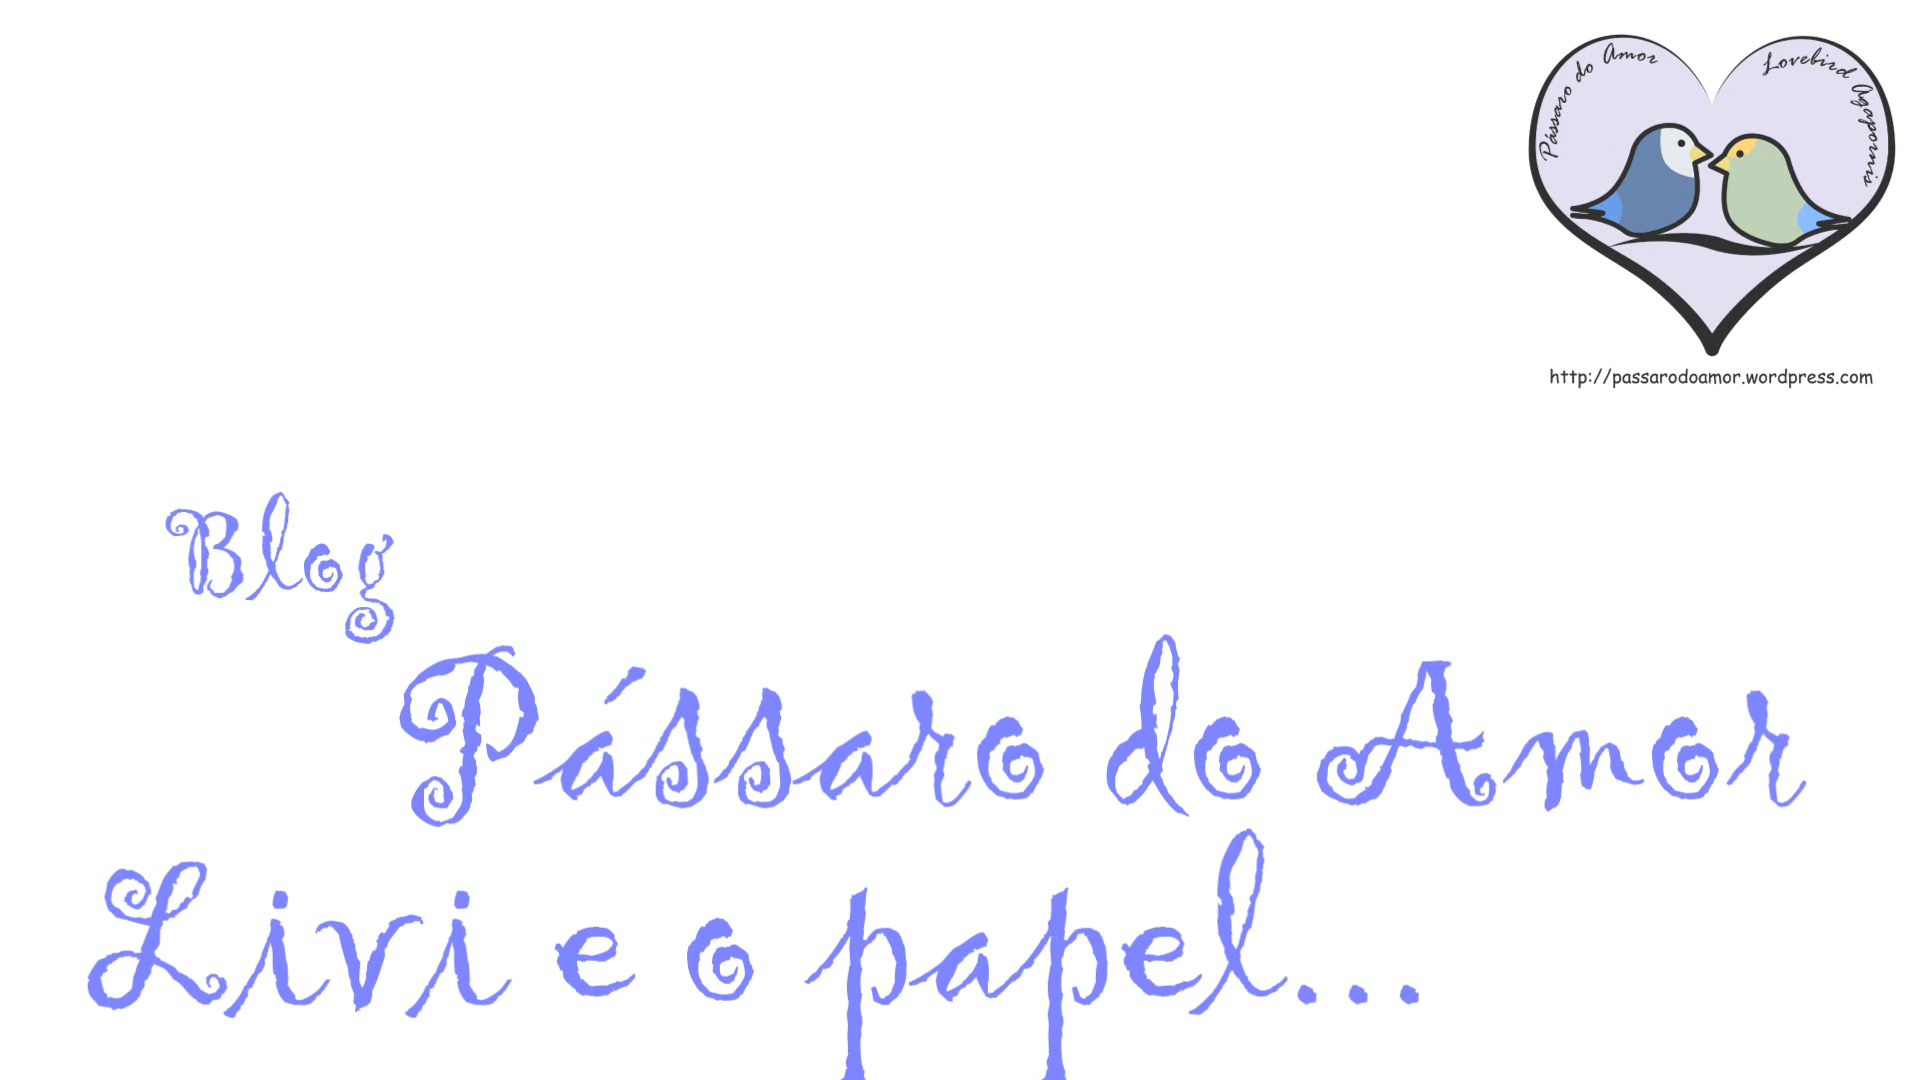 Pássaro do Amor
Lovebird Agapornis
http://passarodoamor.wordpress.com
Blog
Pássaro do Amor
Livi e o papel...